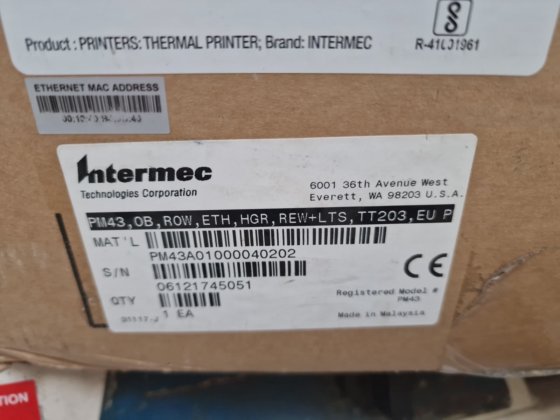 Product : PRINTERS: THERMAL PRINTER; Brand: INTERMEC
ETHERNET MAC ADDRESS
Intermec
Technologies Corporation
6001 36th Avenue West
Everett, WA 98203 U.S.A.
PM43,0B,ROW,ETH,HGR,REW+LTS,TT203,EU P
MAT'L
PM43A01000040202
S/N
06121745051
QTY
1 EA
CE
Registered Model #
PM43
Made in Malaysia
TION